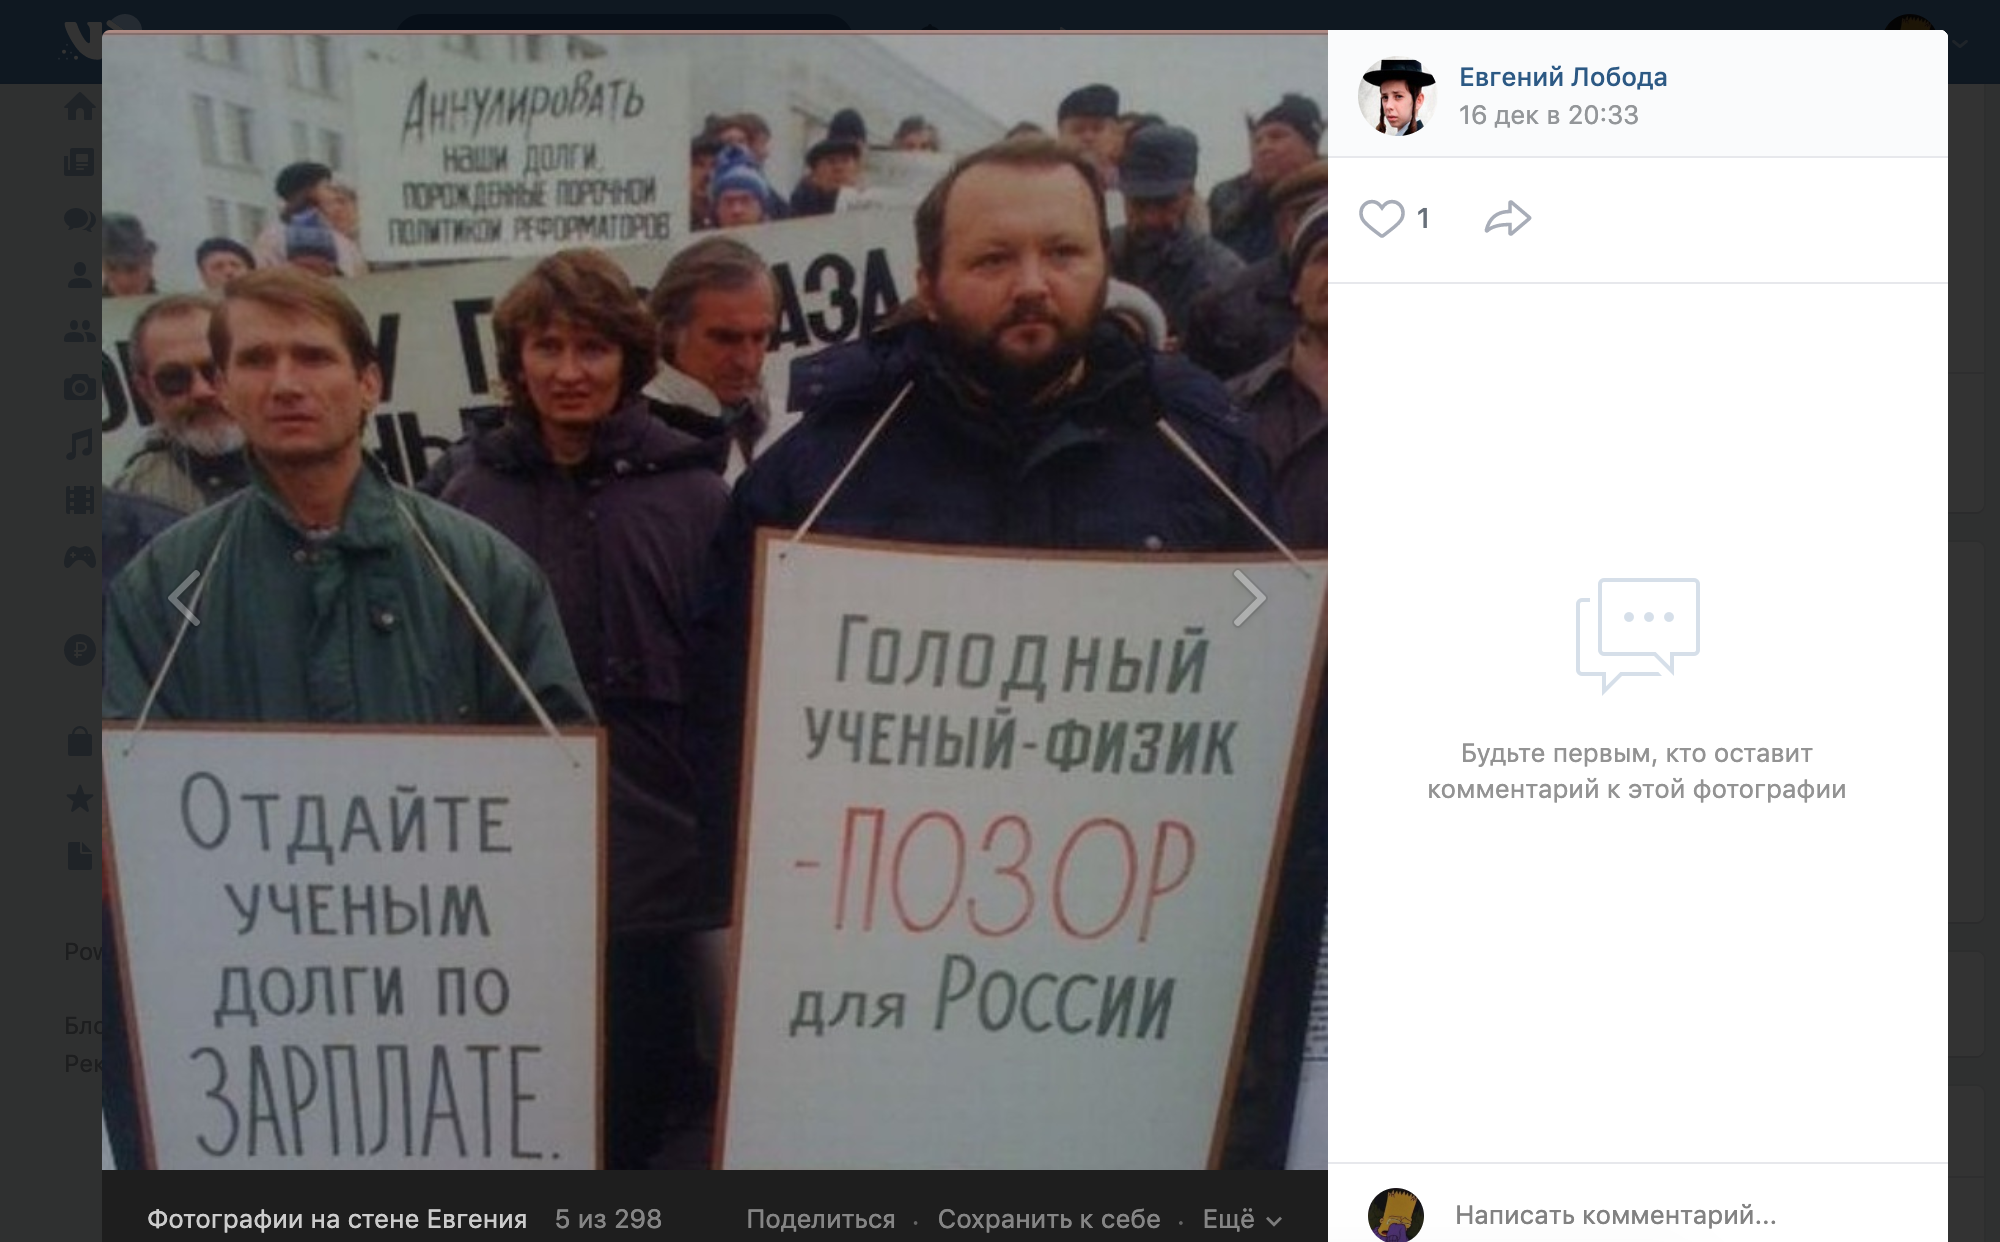 Аннулировать
наши долги,
порожденные порочной
политикой реформаторов
АЗА
Отдайте
ученым
долги по
зарплате.
Голодный
ученый-физик
-ПОЗОР
для России
Евгений Лобода
16 дек в 20:33
1
Будьте первым, кто оставит
комментарий к этой фотографии
Фотографии на стене Евгения 5 из 298 Поделиться · Сохранить к себе · Ещё
Написать комментарий...